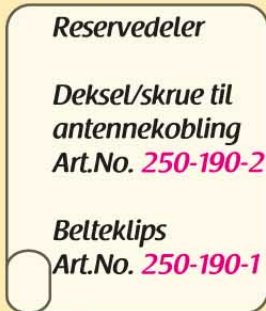 Reservedeler
Deksel/skrue til
antennekobling
Art.No. 250-190-2
Belteklips
Art.No. 250-190-1